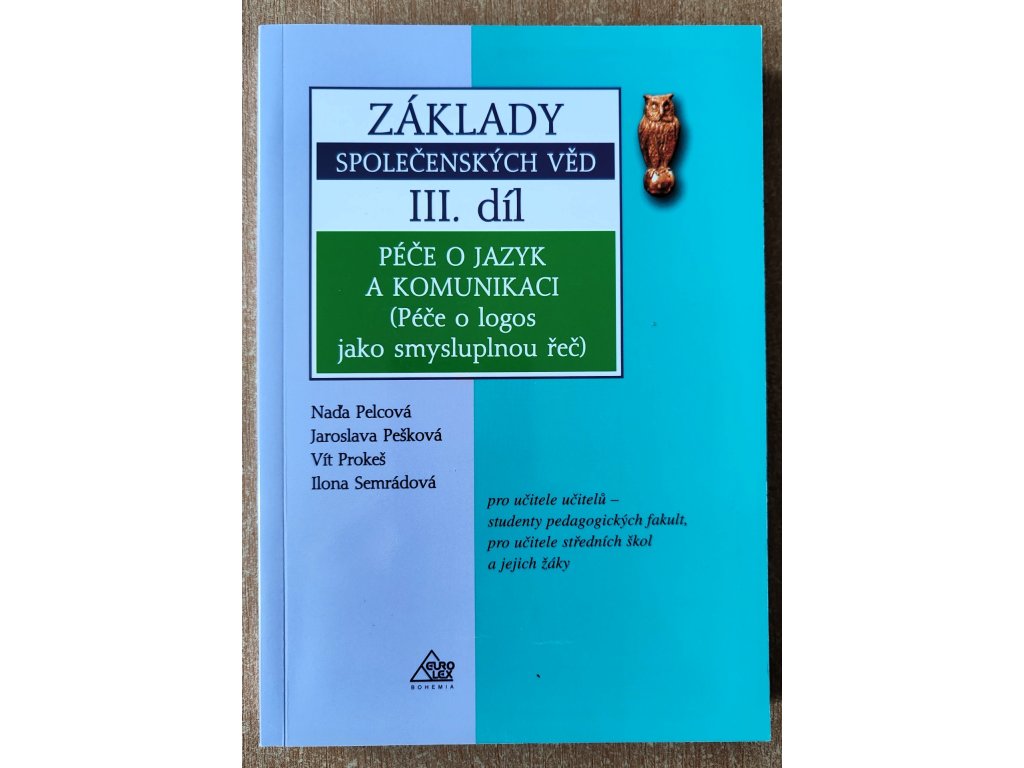 ZÁKLADY
SPOLEČENSKÝCH VĚD
III. díl
PÉČE O JAZYK
A KOMUNIKACI
(Péče o logos
jako smysluplnou řeč)
Naďa Pelcová
Jaroslava Pešková
Vít Prokeš
Ilona Semrádová
pro učitele učitelů –
studenty pedagogických fakult,
pro učitele středních škol
a jejich žáky
EURO
LEX
BOHEMIA